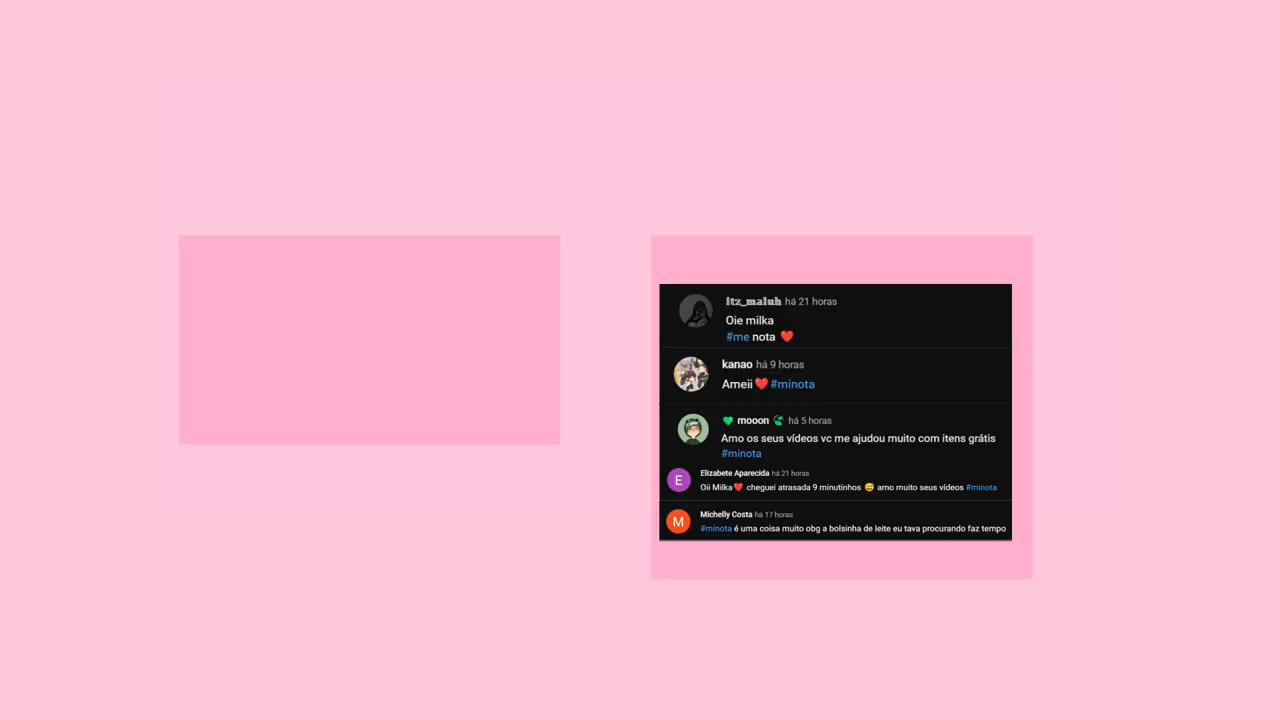 itz_maluh há 21 horas
Oie milka
#me nota ❤️
kanao há 9 horas
Ameii❤️#minota
💚 mooon há 5 horas
Amo os seus vídeos vc me ajudou muito com itens grátis
#minota
E
Elizabete Aparecida há 21 horas
Oii Milka❤️ cheguei atrasada 9 minutinhos 😅 amo muito seus vídeos #minota
M
Michelly Costa há 17 horas
#minota é uma coisa muito obg a bolsinha de leite eu tava procurando faz tempo